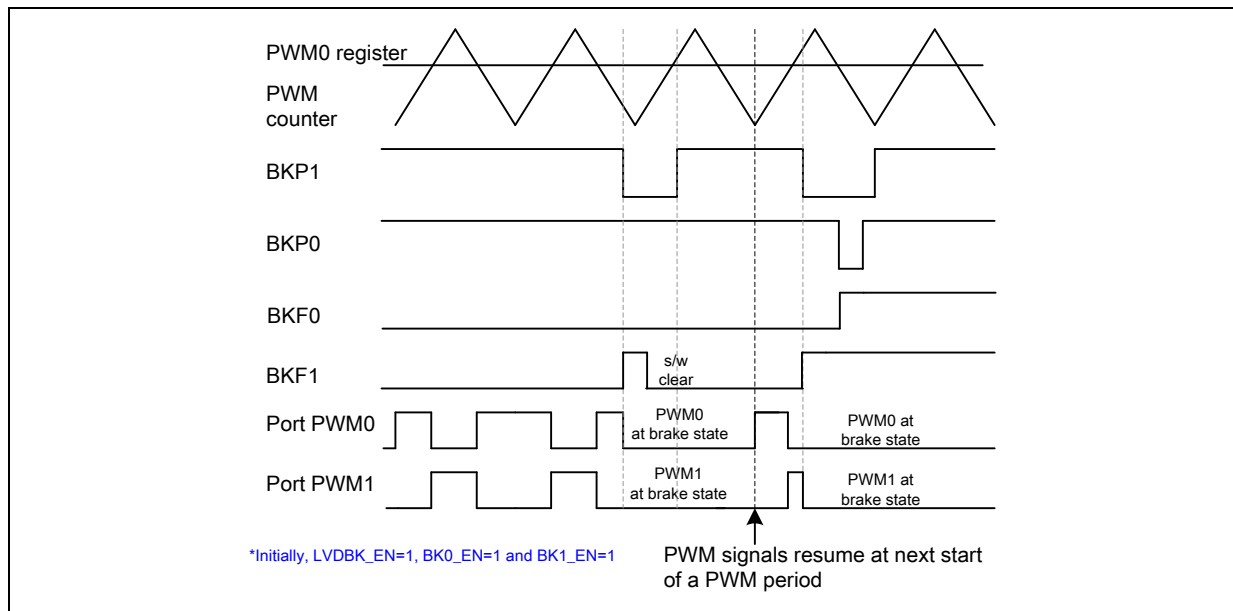 PWM0 register
PWM
counter
BKP1
BKP0
BKF0
BKF1
s/w
clear
Port PWM0
PWM0
at brake state
PWM0 at
brake state
Port PWM1
PWM1
at brake state
PWM1 at
brake state
*Initially, LVDBK_EN=1, BK0_EN=1 and BK1_EN=1
PWM signals resume at next start
of a PWM period